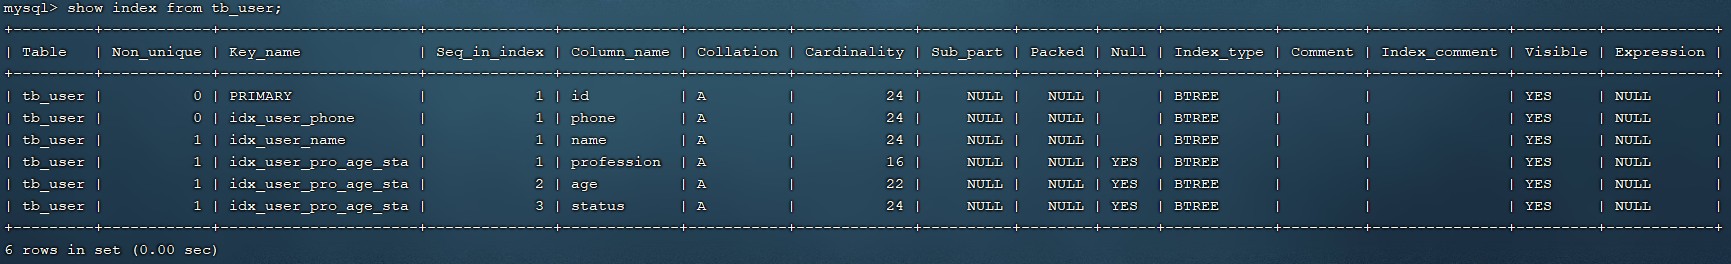 mysql> show index from tb_user;
+---------+------------+----------------------+--------------+-------------+-----------+-------------+----------+--------+------+------------+---------+---------------+---------+------------+
| Table   | Non_unique | Key_name             | Seq_in_index | Column_name | Collation | Cardinality | Sub_part | Packed | Null | Index_type | Comment | Index_comment | Visible | Expression |
+---------+------------+----------------------+--------------+-------------+-----------+-------------+----------+--------+------+------------+---------+---------------+---------+------------+
| tb_user |          0 | PRIMARY              |            1 | id          | A         |          24 |     NULL |   NULL |      | BTREE      |         |               | YES     | NULL       |
| tb_user |          0 | idx_user_phone       |            1 | phone       | A         |          24 |     NULL |   NULL |      | BTREE      |         |               | YES     | NULL       |
| tb_user |          1 | idx_user_name        |            1 | name        | A         |          24 |     NULL |   NULL |      | BTREE      |         |               | YES     | NULL       |
| tb_user |          1 | idx_user_pro_age_sta |            1 | profession  | A         |          16 |     NULL |   NULL | YES  | BTREE      |         |               | YES     | NULL       |
| tb_user |          1 | idx_user_pro_age_sta |            2 | age         | A         |          22 |     NULL |   NULL | YES  | BTREE      |         |               | YES     | NULL       |
| tb_user |          1 | idx_user_pro_age_sta |            3 | status      | A         |          24 |     NULL |   NULL | YES  | BTREE      |         |               | YES     | NULL       |
+---------+------------+----------------------+--------------+-------------+-----------+-------------+----------+--------+------+------------+---------+---------------+---------+------------+
6 rows in set (0.00 sec)